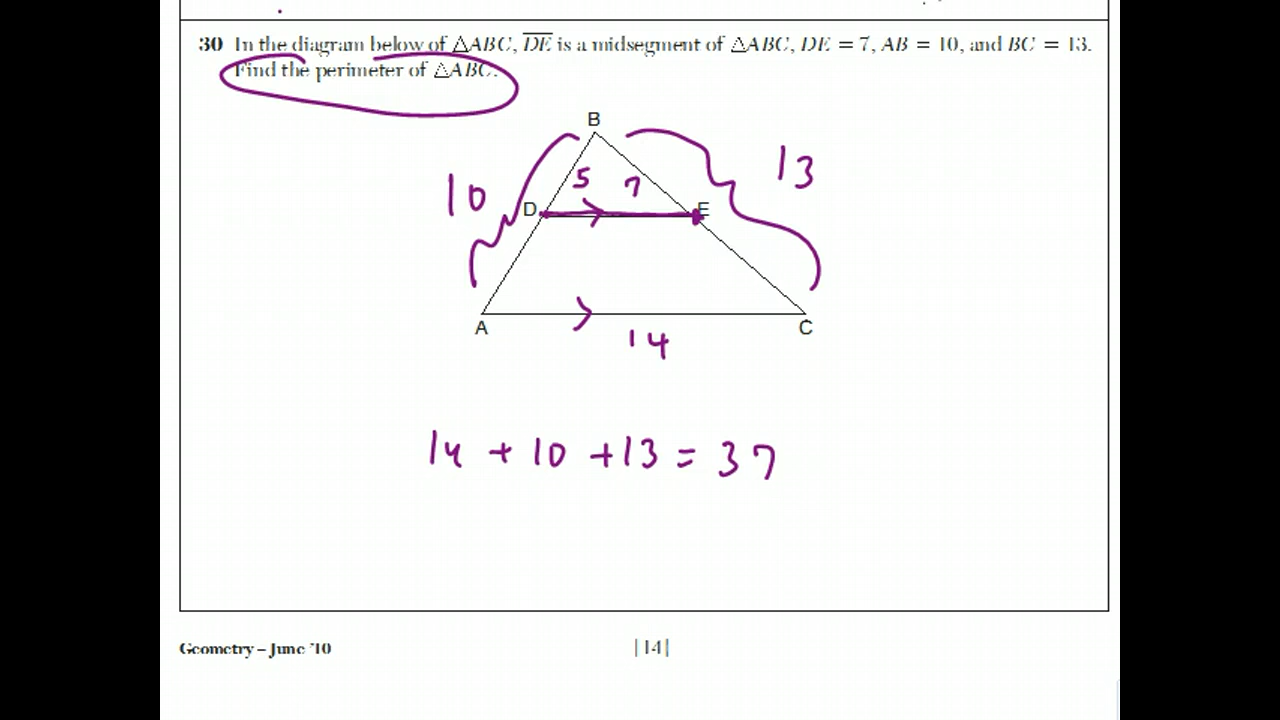 30 In the diagram below of △ABC, DE is a midsegment of △ABC, DE = 7, AB = 10, and BC = 13.
Find the perimeter of △ABC.
B
10
5 7
13
D
E
A
C
14
14 + 10 + 13 = 37
Geometry – June '10
|14|